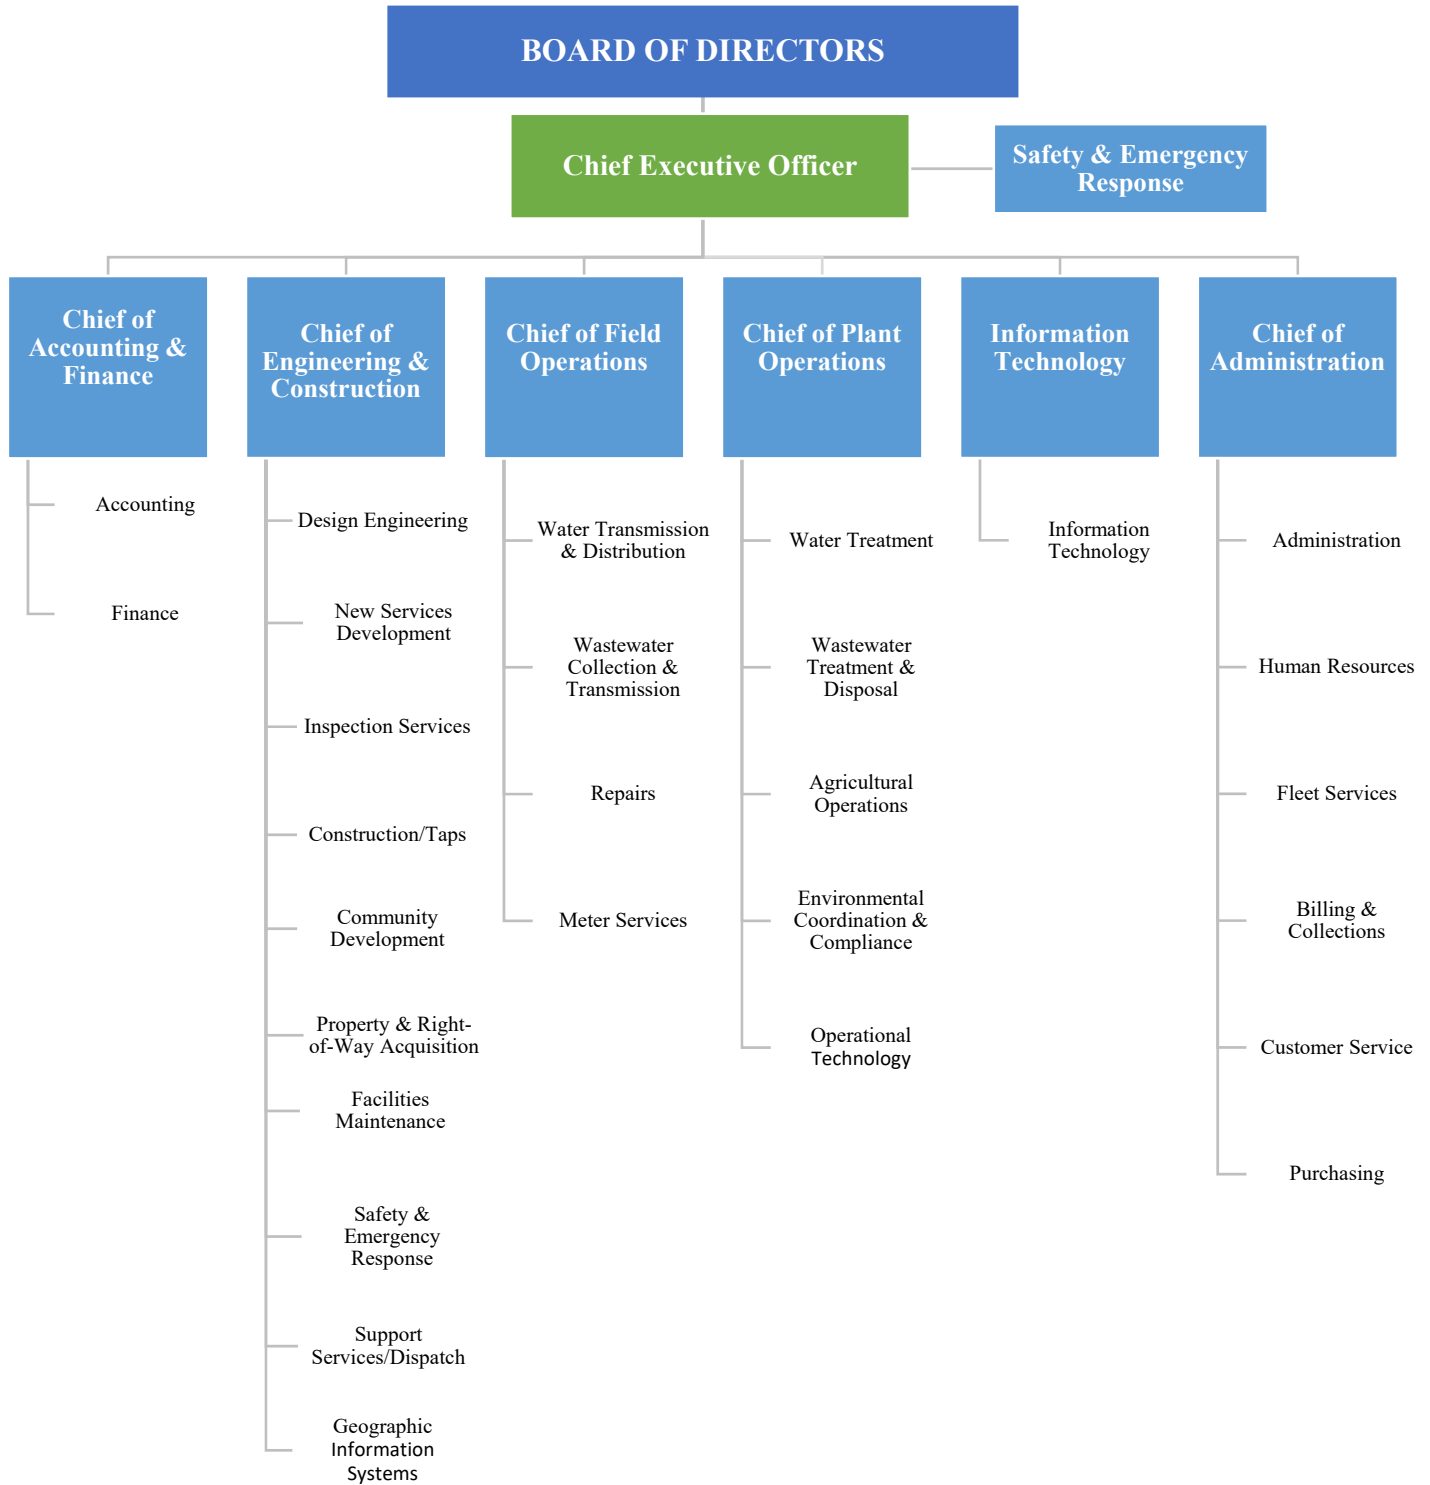 BOARD OF DIRECTORS
Chief Executive Officer
Safety & Emergency
Response
Chief of
Accounting &
Finance
Accounting
Finance
Chief of
Engineering &
Construction
Design Engineering
New Services
Development
Inspection Services
Construction/Taps
Community
Development
Property & Right-
of-Way Acquisition
Facilities
Maintenance
Safety &
Emergency
Response
Support
Services/Dispatch
Geographic
Information
Systems
Chief of Field
Operations
Water Transmission
& Distribution
Wastewater
Collection &
Transmission
Repairs
Meter Services
Chief of Plant
Operations
Water Treatment
Wastewater
Treatment &
Disposal
Agricultural
Operations
Environmental
Coordination &
Compliance
Operational
Technology
Information
Technology
Information
Technology
Chief of
Administration
Administration
Human Resources
Fleet Services
Billing &
Collections
Customer Service
Purchasing